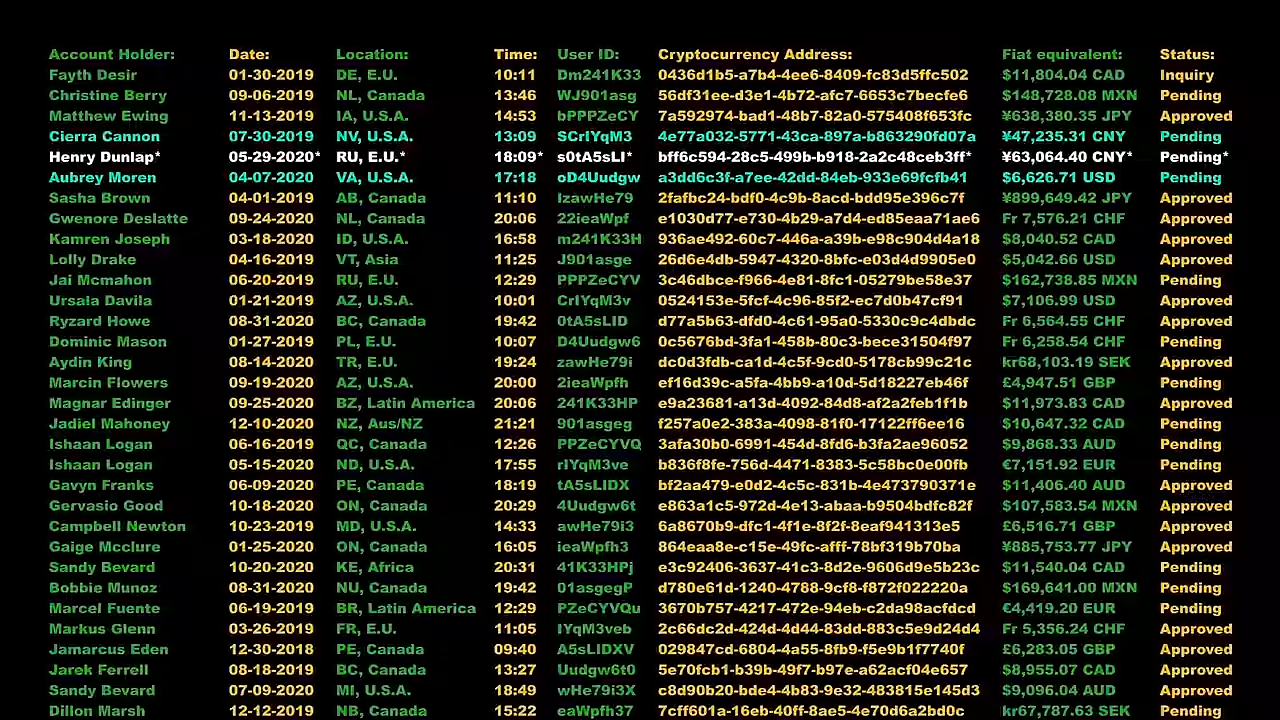 Account Holder: Date: Location: Time: User ID: Cryptocurrency Address: Fiat equivalent: Status:
Fayth Desir 01-30-2019 DE, E.U. 10:11 Dm241K33 0436d1b5-a7b4-4ee6-8409-fc83d5ffc502 $11,804.04 CAD Inquiry
Christine Berry 09-06-2019 NL, Canada 13:46 WJ901asg 56df31ee-d3e1-4b72-afc7-6653c7becfe6 $148,728.08 MXN Pending
Matthew Ewing 11-13-2019 IA, U.S.A. 14:53 bPPPZeCY 7a592974-bad1-48b7-82a0-575408f653fc ¥638,380.35 JPY Approved
Cierra Cannon 07-30-2019 NV, U.S.A. 13:09 SCrIYqM3 4e77a032-5771-43ca-897a-b863290fd07a ¥47,235.31 CNY Pending
Henry Dunlap* 05-29-2020* RU, E.U.* 18:09* s0tA5sLI* bff6c594-28c5-499b-b918-2a2c48ceb3ff* ¥63,064.40 CNY* Pending*
Aubrey Moren 04-07-2020 VA, U.S.A. 17:18 oD4Uudgw a3dd6c3f-a7ee-42dd-84eb-933e69fcfb41 $6,626.71 USD Pending
Sasha Brown 04-01-2019 AB, Canada 11:10 IzawHe79 2fafbc24-bdf0-4c9b-8acd-bdd95e396c7f ¥899,649.42 JPY Approved
Gwenore Deslatte 09-24-2020 NL, Canada 20:06 22ieaWpf e1030d77-e730-4b29-a7d4-ed85eaa71ae6 Fr 7,576.21 CHF Approved
Kamren Joseph 03-18-2020 ID, U.S.A. 16:58 m241K33H 936ae492-60c7-446a-a39b-e98c904d4a18 $8,040.52 CAD Approved
Lolly Drake 04-16-2019 VT, Asia 11:25 J901asge 26d6e4db-5947-4320-8bfc-e03d4d9905e0 $5,042.66 USD Approved
Jai Mcmahon 06-20-2019 RU, E.U. 12:29 PPPZeCYV 3c46dbce-f966-4e81-8fc1-05279be58e37 $162,738.85 MXN Pending
Ursala Davila 01-21-2019 AZ, U.S.A. 10:01 CrIYqM3v 0524153e-5fcf-4c96-85f2-ec7d0b47cf91 $7,106.99 USD Approved
Ryzard Howe 08-31-2020 BC, Canada 19:42 0tA5sLID d77a5b63-dfd0-4c61-95a0-5330c9c4dbdc Fr 6,564.55 CHF Approved
Dominic Mason 01-27-2019 PL, E.U. 10:07 D4Uudgw6 0c5676bd-3fa1-458b-80c3-bece31504f97 Fr 6,258.54 CHF Pending
Aydin King 08-14-2020 TR, E.U. 19:24 zawHe79i dc0d3fdb-ca1d-4c5f-9cd0-5178cb99c21c kr68,103.19 SEK Approved
Marcin Flowers 09-19-2020 AZ, U.S.A. 20:00 2ieaWpfh ef16d39c-a5fa-4bb9-a10d-5d18227eb46f £4,947.51 GBP Pending
Magnar Edinger 09-25-2020 BZ, Latin America 20:06 241K33HP e9a23681-a13d-4092-84d8-af2a2feb1f1b $11,973.83 CAD Approved
Jadiel Mahoney 12-10-2020 NZ, Aus/NZ 21:21 901asgeg f257a0e2-383a-4098-81f0-17122ff6ee16 $10,647.32 CAD Pending
Ishaan Logan 06-16-2019 QC, Canada 12:26 PPZeCYVQ 3afa30b0-6991-454d-8fd6-b3fa2ae96052 $9,868.33 AUD Pending
Ishaan Logan 05-15-2020 ND, U.S.A. 17:55 rIYqM3ve b836f8fe-756d-4471-8383-5c58bc0e00fb €7,151.92 EUR Pending
Gavyn Franks 06-09-2020 PE, Canada 18:19 tA5sLIDX bf2aa479-e0d2-4c5c-831b-4e473790371e $11,406.40 AUD Approved
Gervasio Good 10-18-2020 ON, Canada 20:29 4Uudgw6t e863a1c5-972d-4e13-abaa-b9504bdfc82f $107,583.54 MXN Pending
Campbell Newton 10-23-2019 MD, U.S.A. 14:33 awHe79i3 6a8670b9-dfc1-4f1e-8f2f-8eaf941313e5 £6,516.71 GBP Pending
Gaige Mcclure 01-25-2020 ON, Canada 16:05 ieaWpfh3 864eaa8e-c15e-49fc-afff-78bf319b70ba ¥885,753.77 JPY Approved
Sandy Bevard 10-20-2020 KE, Africa 20:31 41K33HPj e3c92406-3637-41c3-8d2e-9606d9e5b23c $11,540.04 CAD Pending
Bobbie Munoz 08-31-2020 NU, Canada 19:42 01asgegP d780e61d-1240-4788-9cf8-f872f022220a $169,641.00 MXN Pending
Marcel Fuente 06-19-2019 BR, Latin America 12:29 PZeCYVQu 3670b757-4217-472e-94eb-c2da98acfdcd €4,419.20 EUR Pending
Markus Glenn 03-26-2019 FR, E.U. 11:05 IYqM3veb 2c66dc2d-424d-4d44-83dd-883c5e9d24d4 Fr 5,356.24 CHF Approved
Jamarcus Eden 12-30-2018 PE, Canada 09:40 A5sLIDXV 029847cd-6804-4a55-8fb9-f5e9b1f7740f £6,283.05 GBP Approved
Jarek Ferrell 08-18-2019 BC, Canada 13:27 Uudgw6t0 5e70fcb1-b39b-49f7-b97e-a62acf04e657 $8,955.07 CAD Approved
Sandy Bevard 07-09-2020 MI, U.S.A. 18:49 wHe79i3X c8d90b20-bde4-4b83-9e32-483815e145d3 $9,096.04 AUD Approved
Dillon Marsh 12-12-2019 NB, Canada 15:22 eaWpfh37 7cff601a-16eb-40ff-8ae5-4e70d6a2bd0c kr67,787.63 SEK Pending